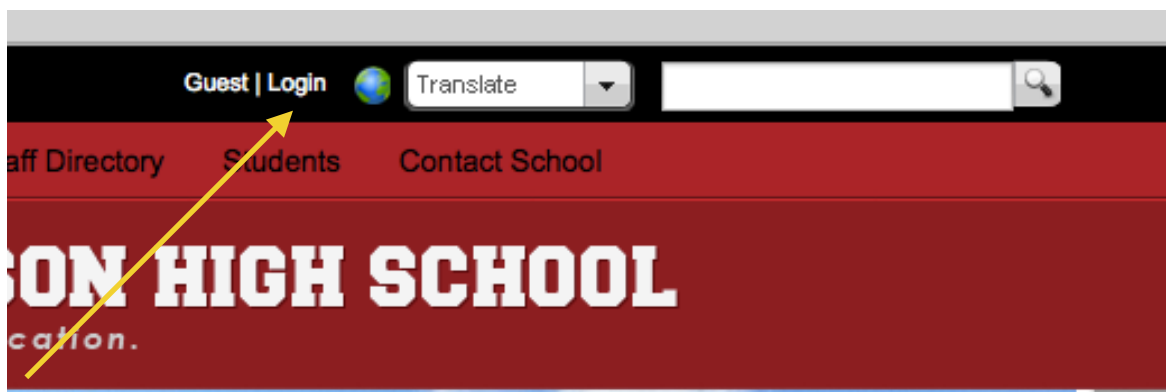 Guest | Login Translate
aff Directory Students Contact School
SON HIGH SCHOOL
cation.